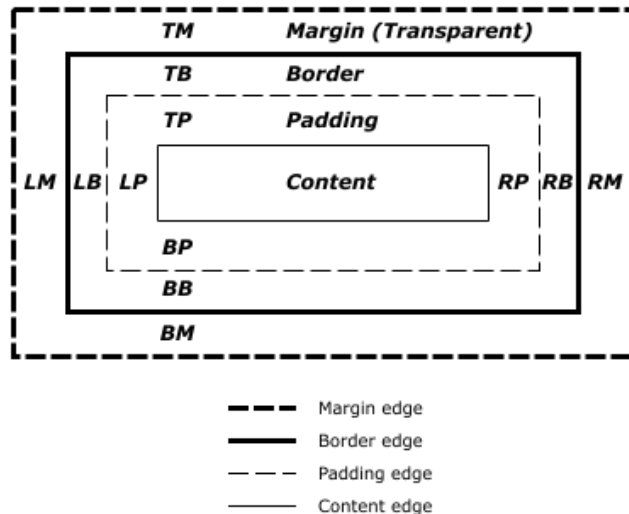 TM Margin (Transparent)
TB Border
TP Padding
LM LB LP Content RP RB RM
BP
BB
BM
Margin edge
Border edge
Padding edge
Content edge